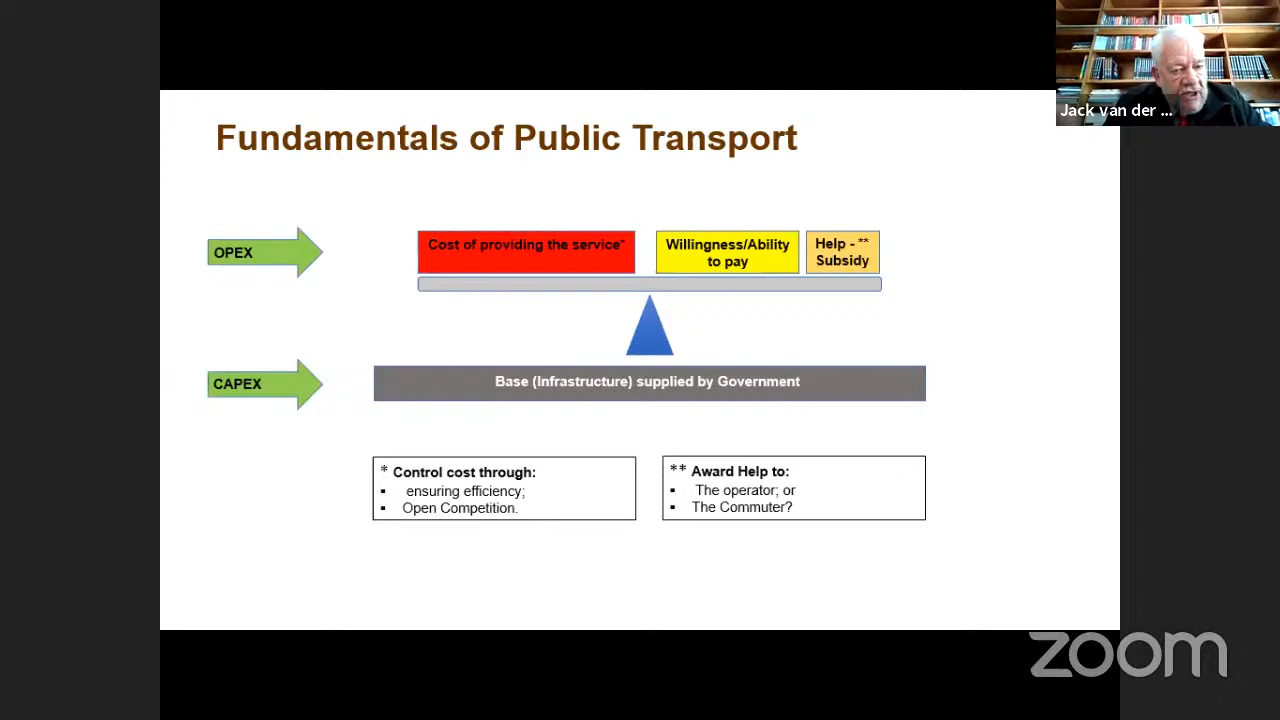 Jack van der ...
Fundamentals of Public Transport
OPEX
Cost of providing the service*
Willingness/Ability
to pay
Help - **
Subsidy
CAPEX
Base (Infrastructure) supplied by Government
* Control cost through:
▪ ensuring efficiency;
▪ Open Competition.
** Award Help to:
▪ The operator; or
▪ The Commuter?
zoom